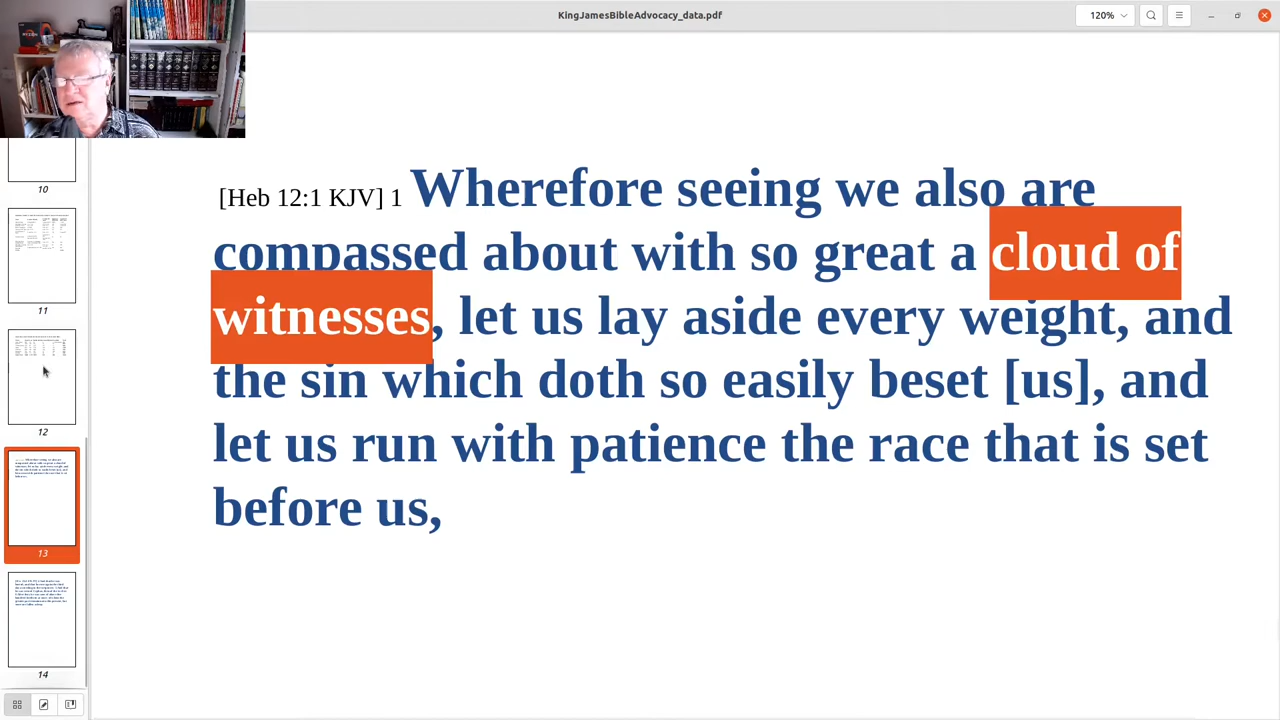 KingJamesBibleAdvocacy_data.pdf
120%
[Heb 12:1 KJV] 1 Wherefore seeing we also are
compassed about with so great a cloud of
witnesses, let us lay aside every weight, and
the sin which doth so easily beset [us], and
let us run with patience the race that is set
before us,
10
11
12
13
14